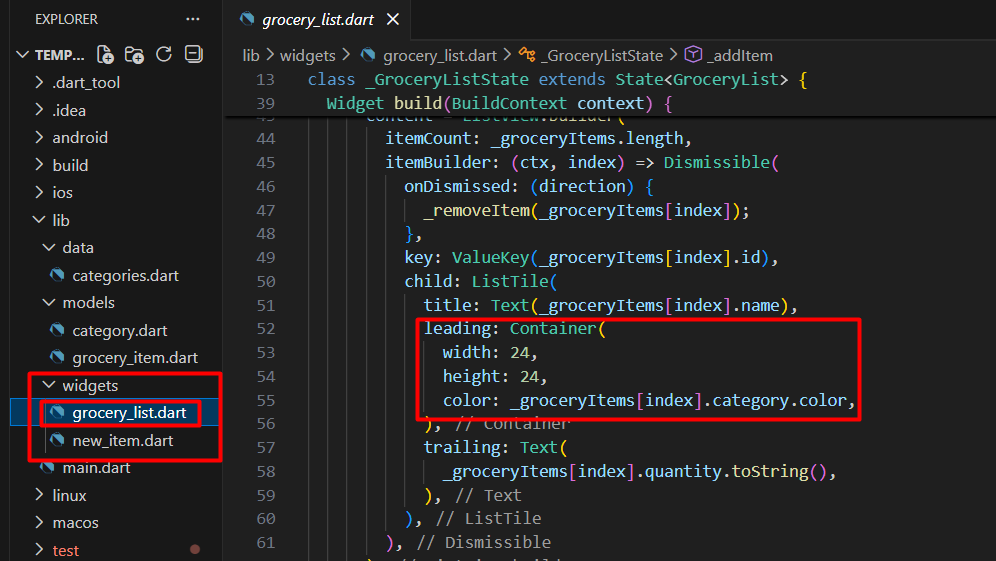 EXPLORER ···
TEMP...
.dart_tool
.idea
android
build
ios
lib
data
categories.dart
models
category.dart
grocery_item.dart
widgets
grocery_list.dart
new_item.dart
main.dart
linux
macos
test
grocery_list.dart ×
lib > widgets > grocery_list.dart > _GroceryListState > _addItem
13 class _GroceryListState extends State<GroceryList> {
39 Widget build(BuildContext context) {
43 content = ListView.builder(
44 itemCount: _groceryItems.length,
45 itemBuilder: (ctx, index) => Dismissible(
46 onDismissed: (direction) {
47 _removeItem(_groceryItems[index]);
48 },
49 key: ValueKey(_groceryItems[index].id),
50 child: ListTile(
51 title: Text(_groceryItems[index].name),
52 leading: Container(
53 width: 24,
54 height: 24,
55 color: _groceryItems[index].category.color,
56 ), // Container
57 trailing: Text(
58 _groceryItems[index].quantity.toString(),
59 ), // Text
60 ), // ListTile
61 ), // Dismissible